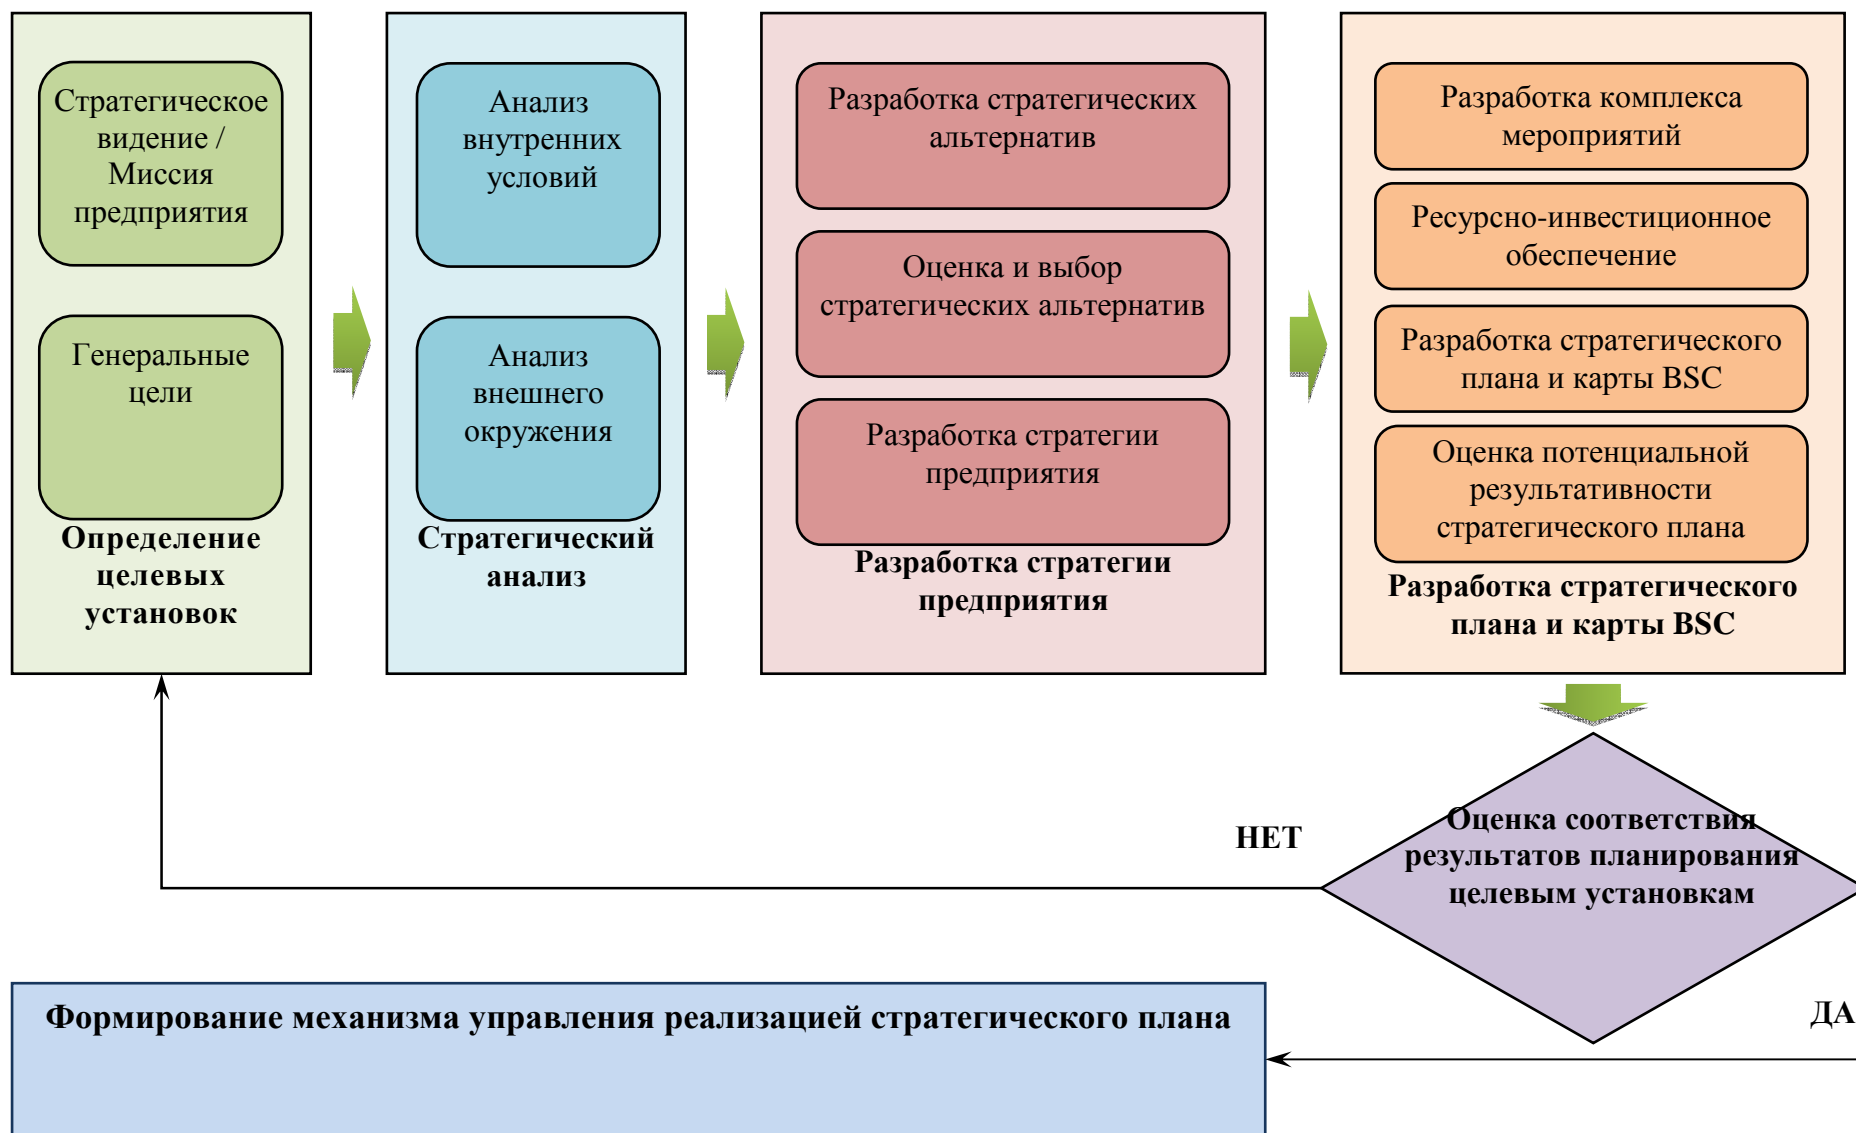 Стратегическое
видение /
Миссия
предприятия
Генеральные
цели
Определение
целевых
установок
Анализ
внутренних
условий
Анализ
внешнего
окружения
Стратегический
анализ
Разработка стратегических
альтернатив
Оценка и выбор
стратегических альтернатив
Разработка стратегии
предприятия
Разработка стратегии
предприятия
Разработка комплекса
мероприятий
Ресурсно-инвестиционное
обеспечение
Разработка стратегического
плана и карты BSC
Оценка потенциальной
результативности
стратегического плана
Разработка стратегического
плана и карты BSC
Оценка соответствия
результатов планирования
целевым установкам
НЕТ
ДА
Формирование механизма управления реализацией стратегического плана